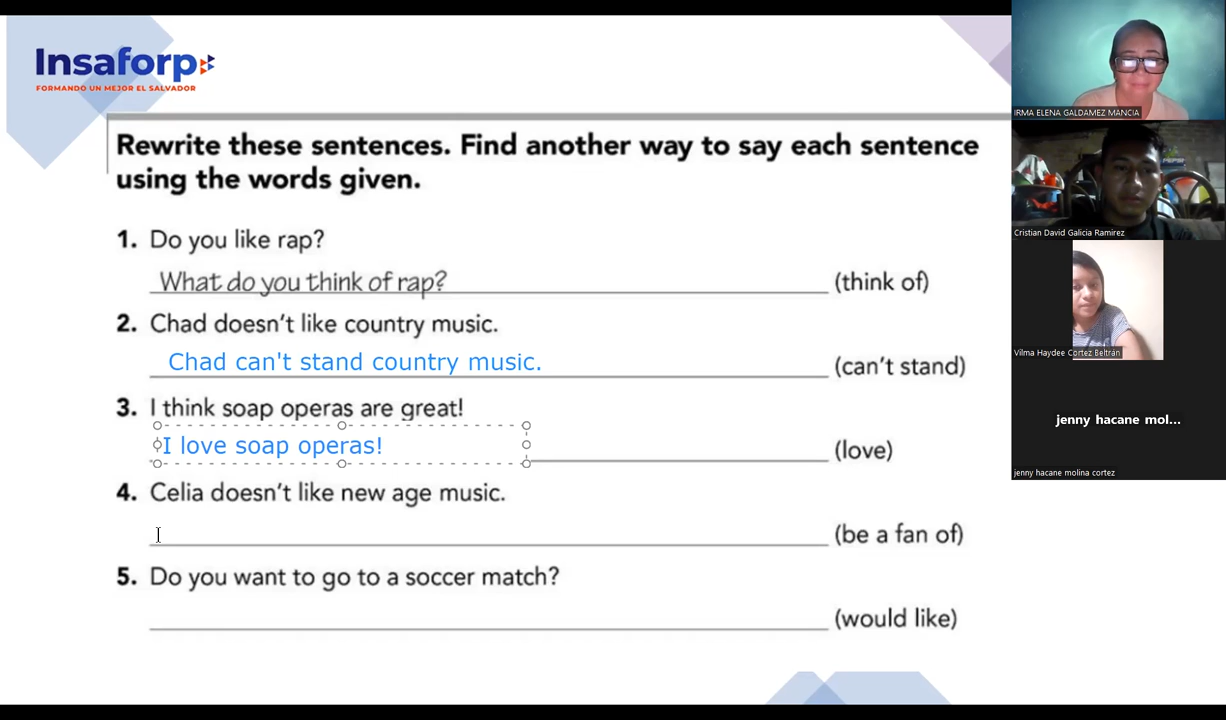 Insaforp
FORMANDO UN MEJOR EL SALVADOR
Rewrite these sentences. Find another way to say each sentence
using the words given.
1. Do you like rap?
What do you think of rap? (think of)
2. Chad doesn't like country music.
Chad can't stand country music. (can't stand)
3. I think soap operas are great!
I love soap operas! (love)
4. Celia doesn't like new age music.
(be a fan of)
5. Do you want to go to a soccer match?
(would like)
IRMA ELENA GALDAMEZ MANCIA
Cristian David Galicia Ramirez
Vilma Haydee Cortez Beltrán
jenny hacane mol...
jenny hacane molina cortez